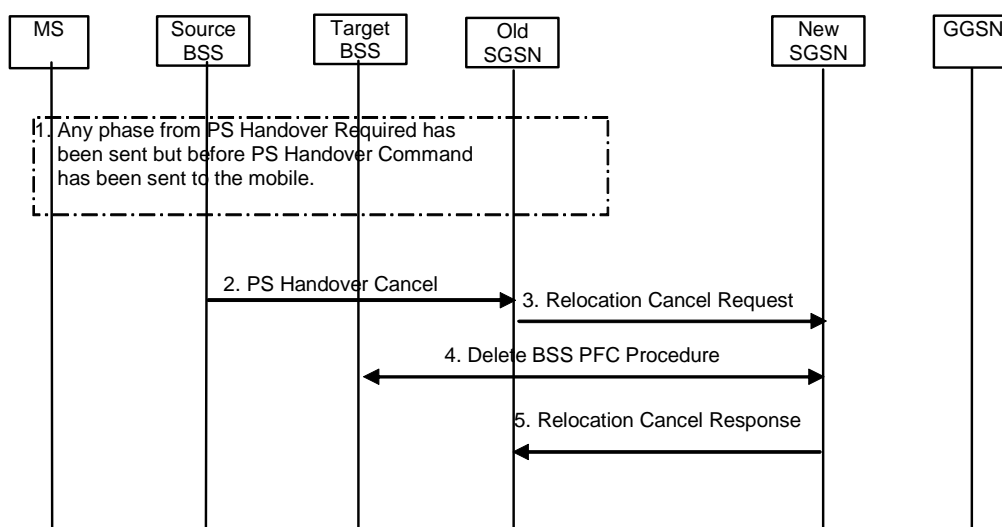 MS
Source
BSS
Target
BSS
Old
SGSN
New
SGSN
GGSN
1. Any phase from PS Handover Required has
been sent but before PS Handover Command
has been sent to the mobile.
2. PS Handover Cancel
3. Relocation Cancel Request
4. Delete BSS PFC Procedure
5. Relocation Cancel Response